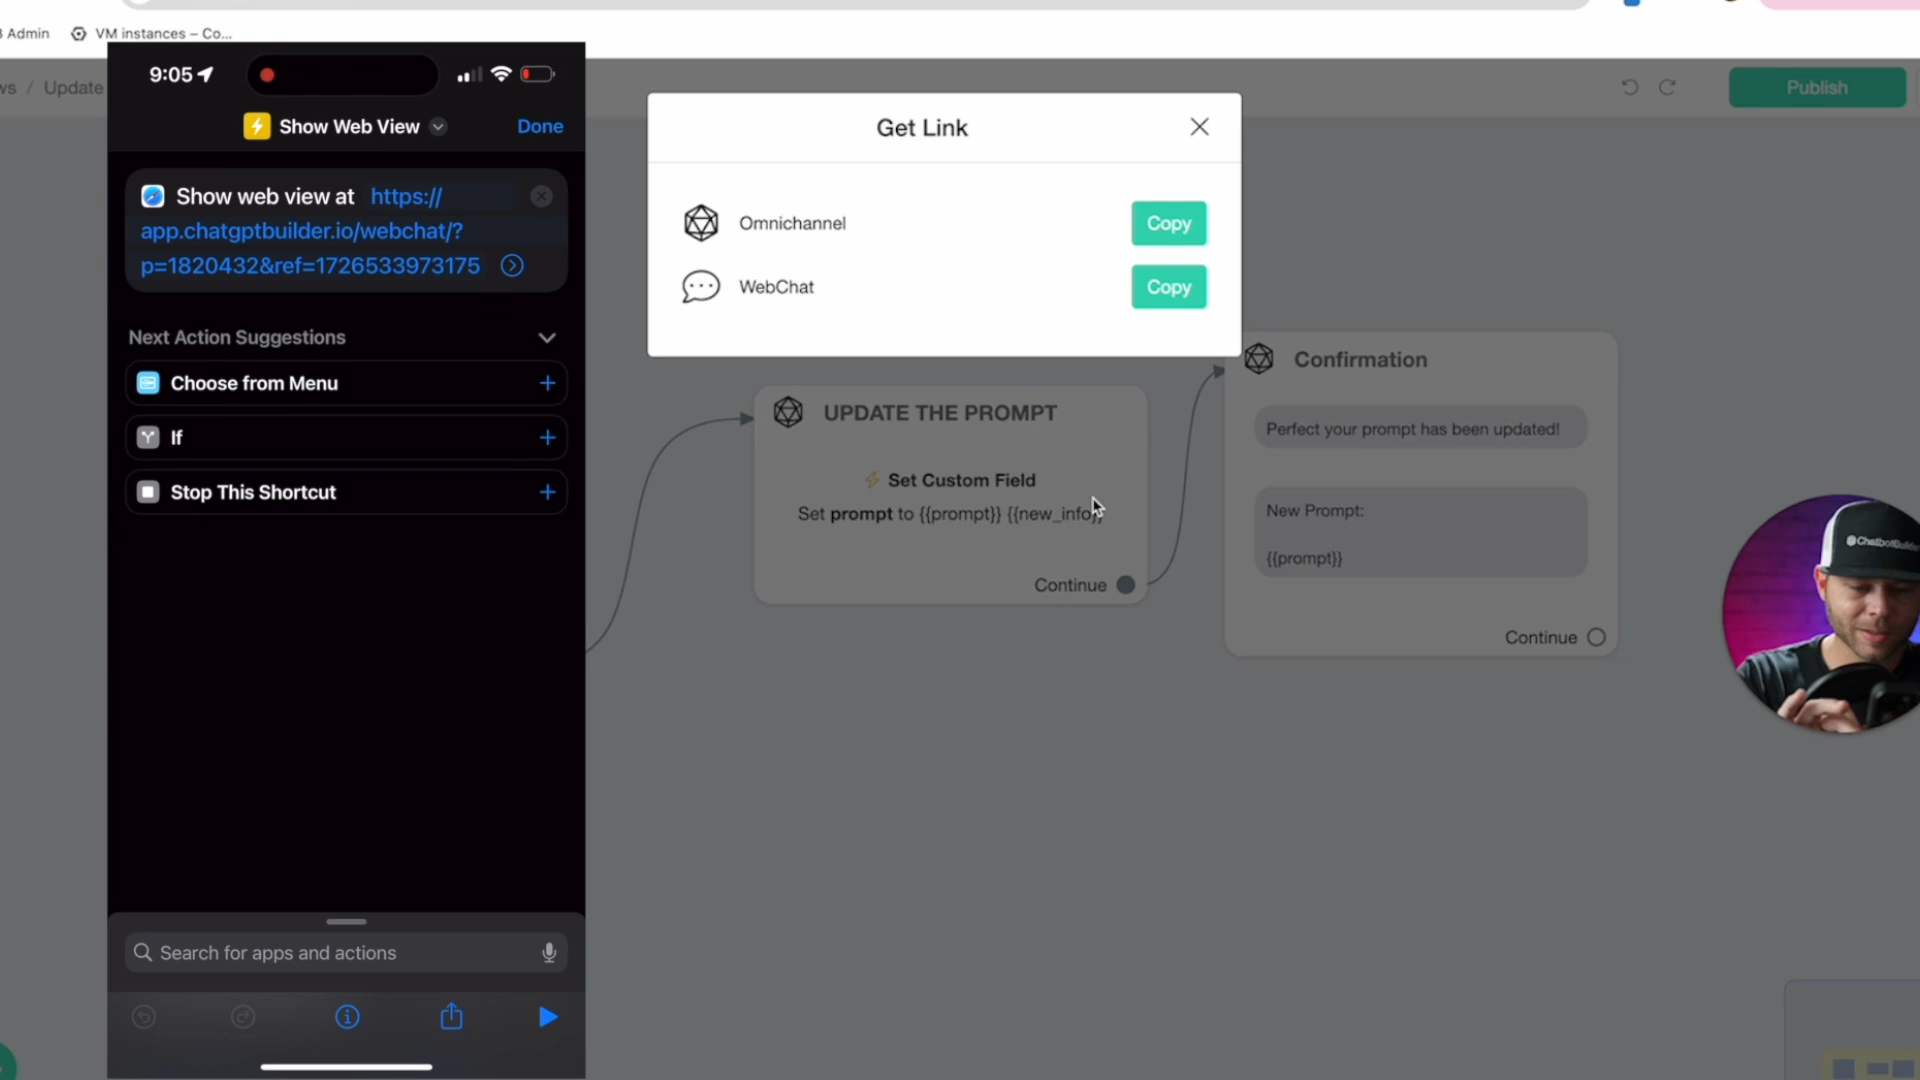 B Admin
VM instances – Co...
ws / Update
Publish
9:05
Show Web View
Done
Show web view at https://
app.chatgptbuilder.io/webchat/?
p=1820432&ref=1726533973175
Next Action Suggestions
Choose from Menu
If
Stop This Shortcut
Search for apps and actions
Get Link
Omnichannel
Copy
WebChat
Copy
UPDATE THE PROMPT
Set Custom Field
Set prompt to {{prompt}} {{new_info}}
Continue
Confirmation
Perfect your prompt has been updated!
New Prompt:
{{prompt}}
Continue
ChatbotBuilder